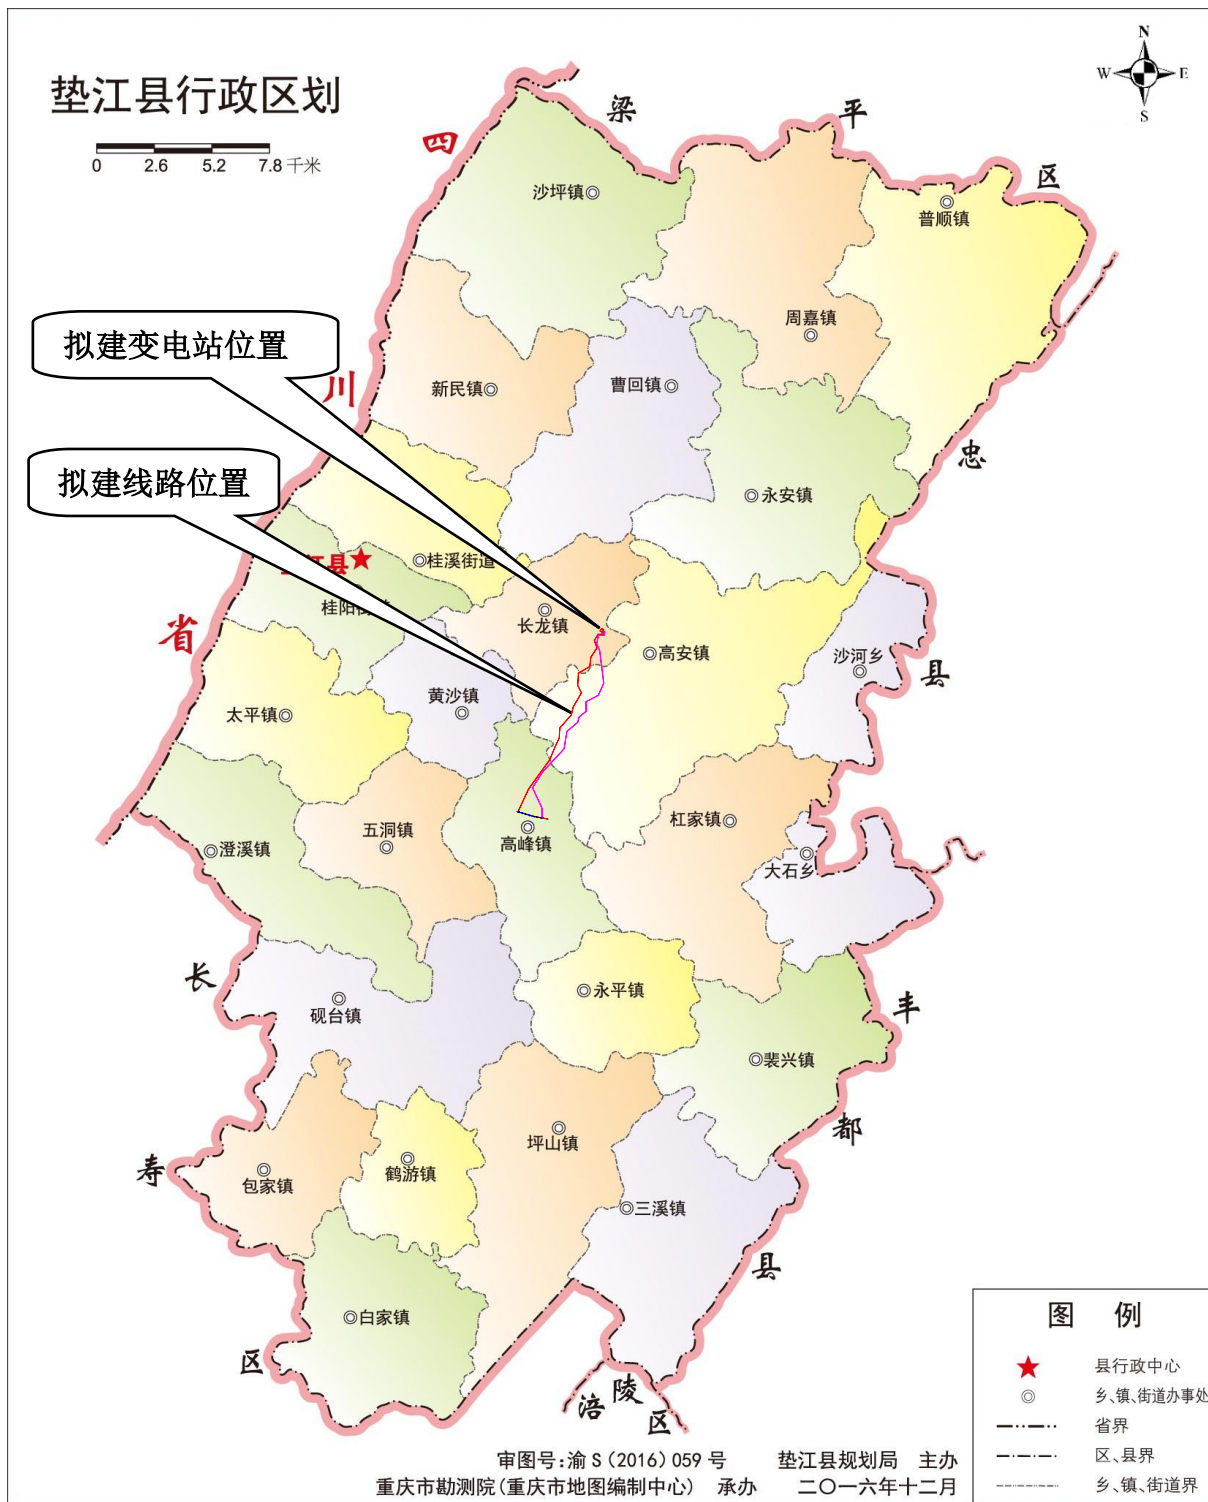 垫江县行政区划
0 2.6 5.2 7.8 千米
N
W E
S
梁
平
区
四
川
省
忠
县
丰
都
县
长
寿
区
涪
陵
区
沙坪镇
普顺镇
周嘉镇
拟建变电站位置
新民镇
曹回镇
拟建线路位置
永安镇
江县
桂溪街道
桂阳街道
长龙镇
高安镇
沙河乡
黄沙镇
太平镇
五洞镇
澄溪镇
高峰镇
杠家镇
大石乡
砚台镇
永平镇
裴兴镇
坪山镇
包家镇
鹤游镇
三溪镇
白家镇
图 例
县行政中心
乡、镇、街道办事处
省界
区、县界
乡、镇、街道界
审图号:渝 S (2016) 059 号 垫江县规划局 主办
重庆市勘测院(重庆市地图编制中心) 承办 二〇一六年十二月